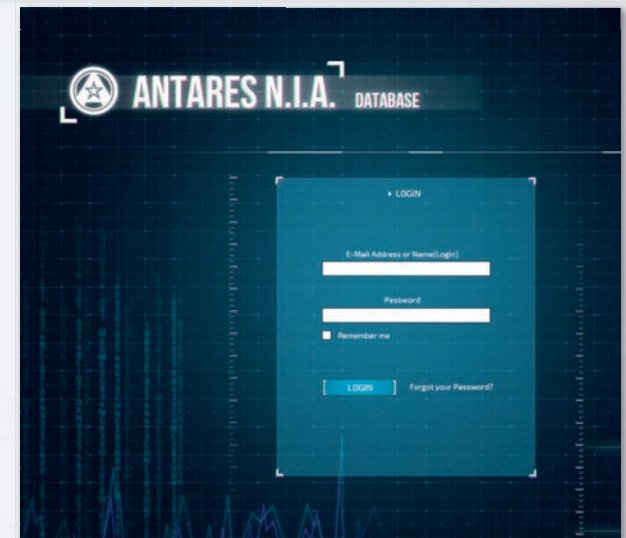 ANTARES N.I.A. DATABASE
LOGIN
E-Mail Address or Name(Login)
Password
Remember me
LOGIN Forgot your Password?